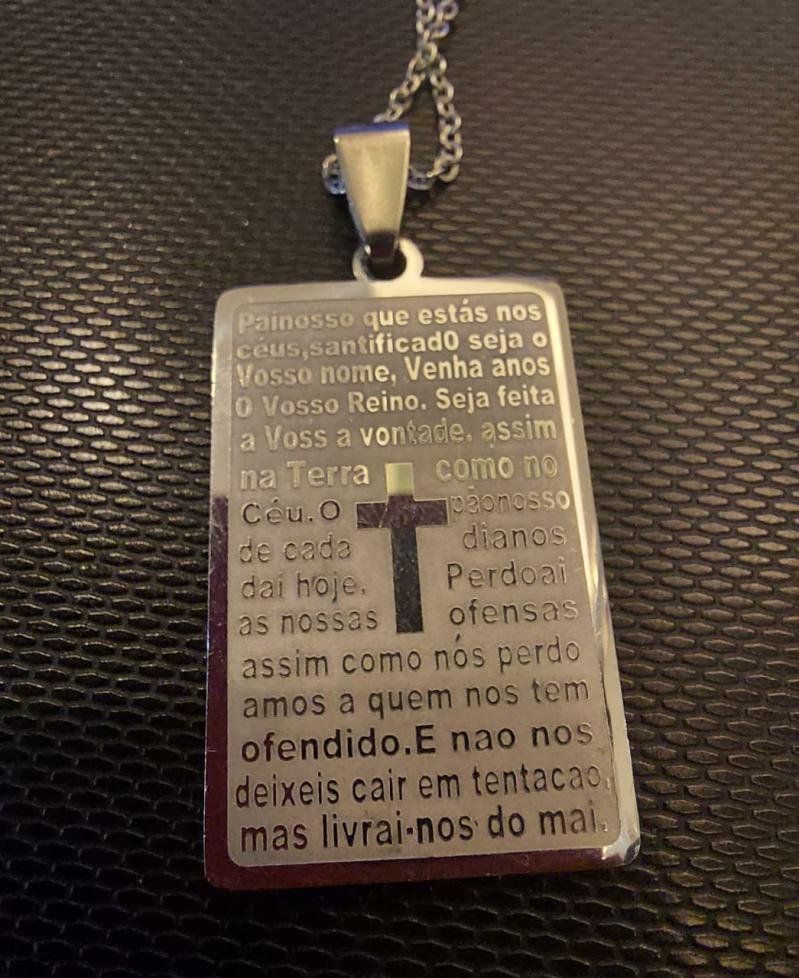 Painosso que estás nos
céus,santificad0 seja o
Vosso nome, Venha anos
O Vosso Reino. Seja feita
a Voss a vontade. assim
na Terra como no
Céu.O pãonosso
de cada dianos
dai hoje. Perdoai
as nossas ofensas
assim como nós perdo
amos a quem nos tem
ofendido.E nao nos
deixeis cair em tentacao,
mas livrai-nos do mai.